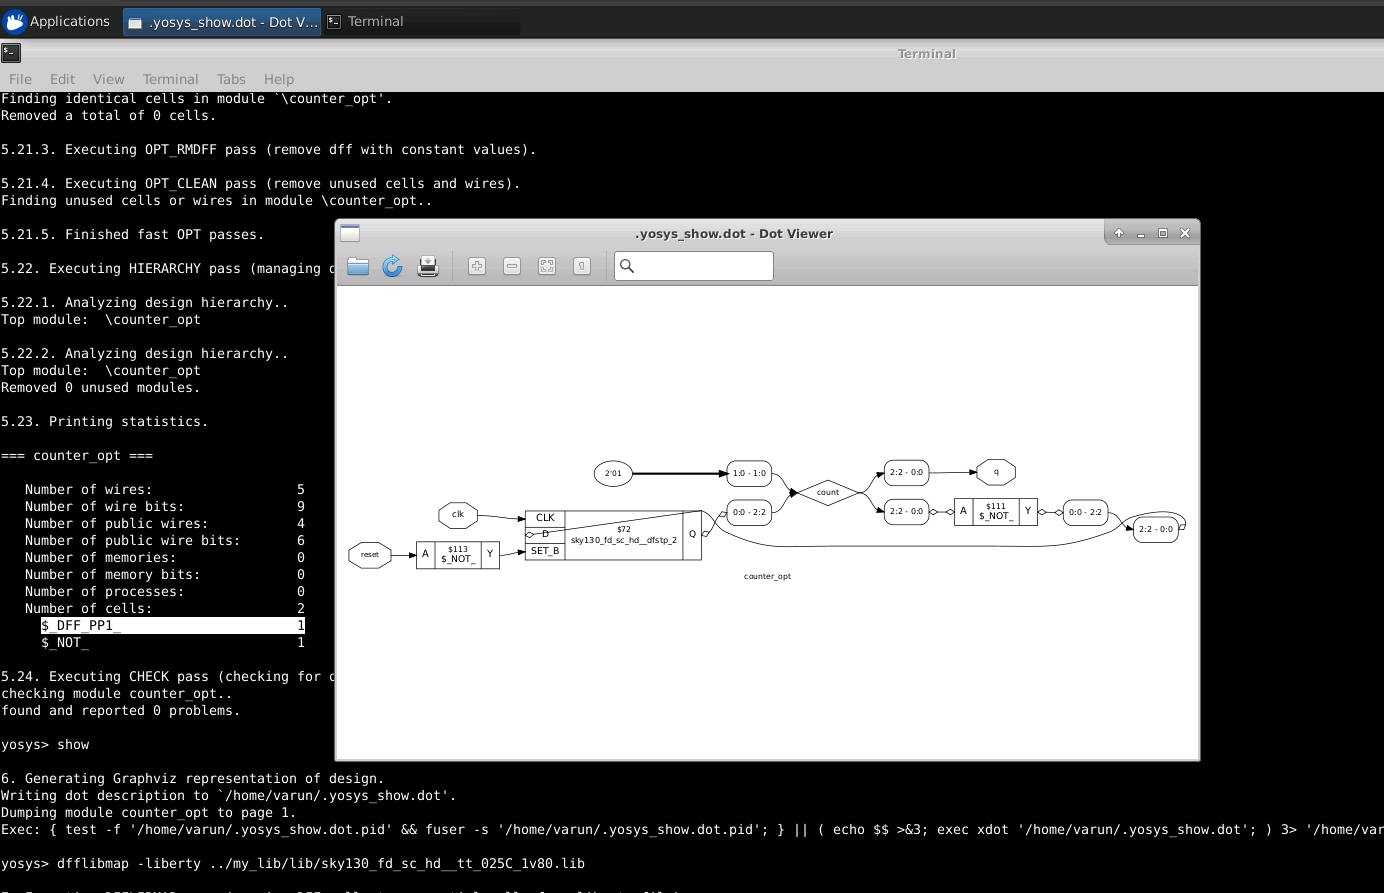 Applications
.yosys_show.dot - Dot V...
Terminal
Terminal
File Edit View Terminal Tabs Help
Finding identical cells in module `\counter_opt'.
Removed a total of 0 cells.
5.21.3. Executing OPT_RMDFF pass (remove dff with constant values).
5.21.4. Executing OPT_CLEAN pass (remove unused cells and wires).
Finding unused cells or wires in module \counter_opt..
5.21.5. Finished fast OPT passes.
5.22. Executing HIERARCHY pass (managing
5.22.1. Analyzing design hierarchy..
Top module:  \counter_opt
5.22.2. Analyzing design hierarchy..
Top module:  \counter_opt
Removed 0 unused modules.
5.23. Printing statistics.
=== counter_opt ===
Number of wires: 5
Number of wire bits: 9
Number of public wires: 4
Number of public wire bits: 6
Number of memories: 0
Number of memory bits: 0
Number of processes: 0
Number of cells: 2
$_DFF_PP1_ 1
$_NOT_ 1
5.24. Executing CHECK pass (checking for
checking module counter_opt..
found and reported 0 problems.
yosys> show
6. Generating Graphviz representation of design.
Writing dot description to `/home/varun/.yosys_show.dot'.
Dumping module counter_opt to page 1.
Exec: { test -f '/home/varun/.yosys_show.dot.pid' && fuser -s '/home/varun/.yosys_show.dot.pid'; } || ( echo $$ >&3; exec xdot '/home/varun/.yosys_show.dot'; ) 3> '/home/var
yosys> dfflibmap -liberty ../my_lib/lib/sky130_fd_sc_hd__tt_025C_1v80.lib
.yosys_show.dot - Dot Viewer
2'01
1:0 - 1:0
2:2 - 0:0
q
count
clk
CLK
D
SET_B
$72
sky130_fd_sc_hd__dfstp_2
Q
0:0 - 2:2
2:2 - 0:0
A
$111
$_NOT_
Y
0:0 - 2:2
2:2 - 0:0
reset
A
$113
$_NOT_
Y
counter_opt